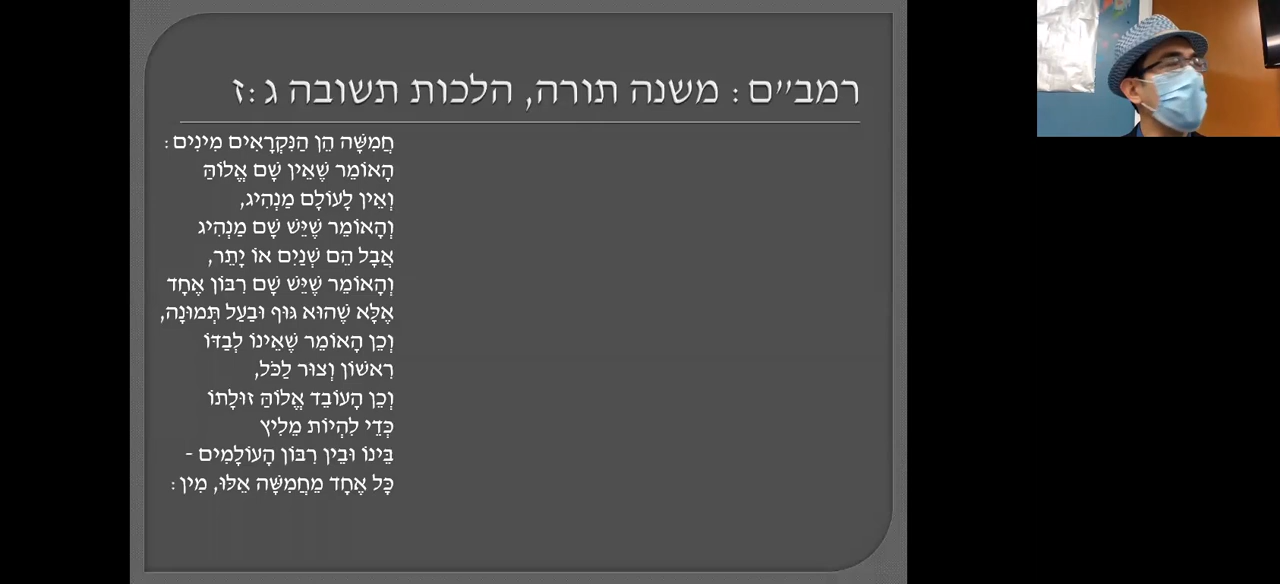 רמב״ם: משנה תורה, הלכות תשובה ג:ז
חֲמִשָּׁה הֵן הַנִּקְרָאִים מִינִים:
הָאוֹמֵר שֶׁאֵין שָׁם אֱלוֹהַּ
וְאֵין לָעוֹלָם מַנְהִיג,
וְהָאוֹמֵר שֶׁיֵּשׁ שָׁם מַנְהִיג
אֲבָל הֵם שְׁנַיִם אוֹ יָתֵר,
וְהָאוֹמֵר שֶׁיֵּשׁ שָׁם רִבּוֹן אֶחָד
אֶלָּא שֶׁהוּא גּוּף וּבַעַל תְּמוּנָה,
וְכֵן הָאוֹמֵר שֶׁאֵינוֹ לְבַדּוֹ
רִאשׁוֹן וְצוּר לַכֹּל,
וְכֵן הָעוֹבֵד אֱלוֹהַּ זוּלָתוֹ
כְּדֵי לִהְיוֹת מֵלִיץ
בֵּינוֹ וּבֵין רִבּוֹן הָעוֹלָמִים -
כָּל אֶחָד מֵחֲמִשָּׁה אֵלּוּ, מִין: